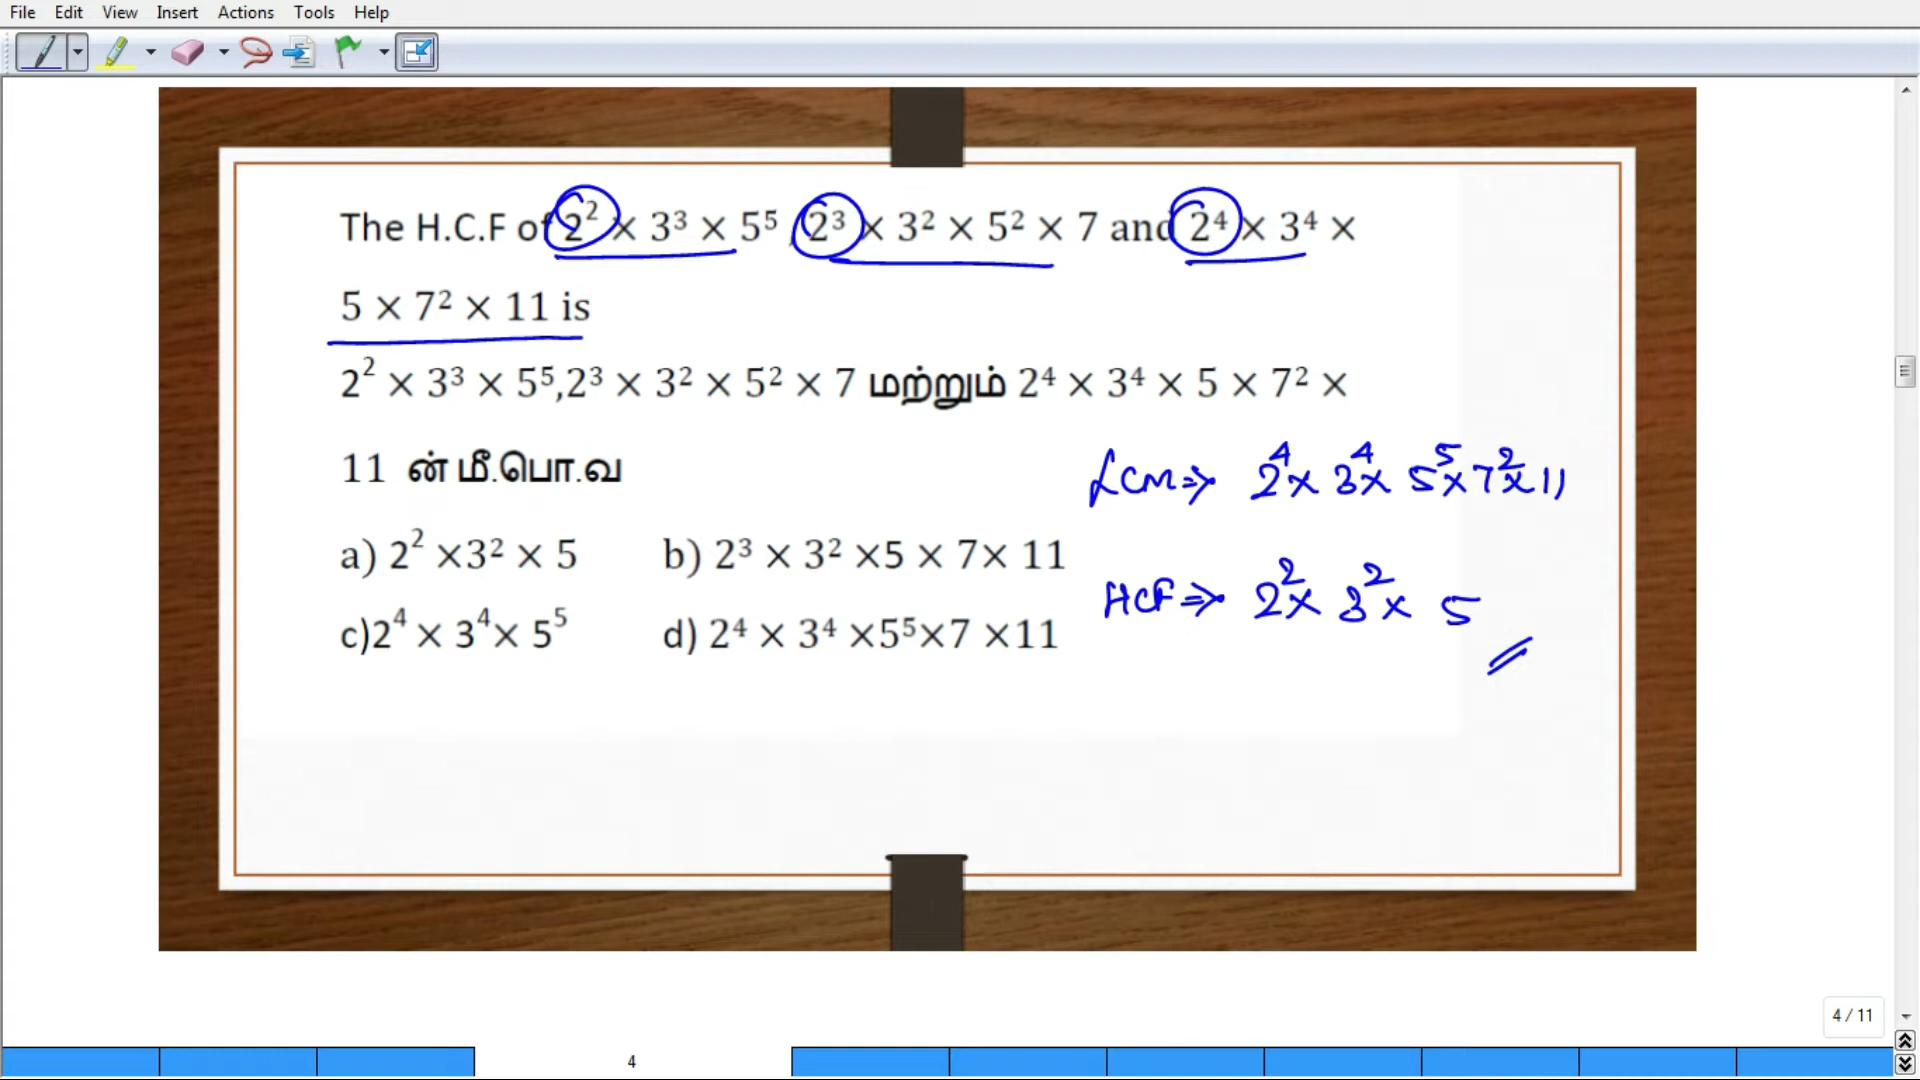 File Edit View Insert Actions Tools Help
The H.C.F of 2² × 3³ × 5⁵ , 2³ × 3² × 5² × 7 and 2⁴ × 3⁴ ×
5 × 7² × 11 is
2² × 3³ × 5⁵,2³ × 3² × 5² × 7 மற்றும் 2⁴ × 3⁴ × 5 × 7² ×
11 ன் மீ.பொ.வ
LCM ⇒ 2⁴ × 3⁴ × 5⁵ × 7² × 11
a) 2² ×3² × 5 b) 2³ × 3² ×5 × 7× 11
HCF ⇒ 2² × 3² × 5
c)2⁴ × 3⁴× 5⁵ d) 2⁴ × 3⁴ ×5⁵×7 ×11
4 / 11
4